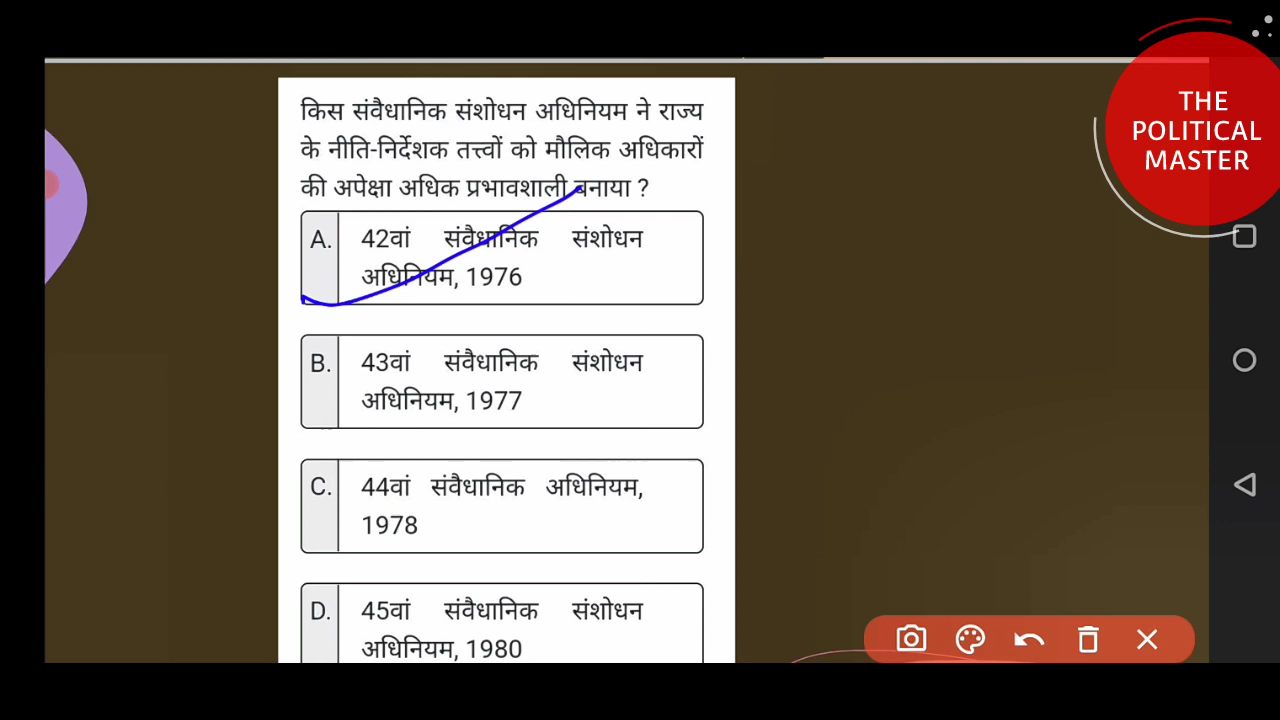 THE
POLITICAL
MASTER
किस संवैधानिक संशोधन अधिनियम ने राज्य
के नीति-निर्देशक तत्त्वों को मौलिक अधिकारों
की अपेक्षा अधिक प्रभावशाली बनाया ?
A. 42वां संवैधानिक संशोधन
अधिनियम, 1976
B. 43वां संवैधानिक संशोधन
अधिनियम, 1977
C. 44वां संवैधानिक अधिनियम,
1978
D. 45वां संवैधानिक संशोधन
अधिनियम, 1980